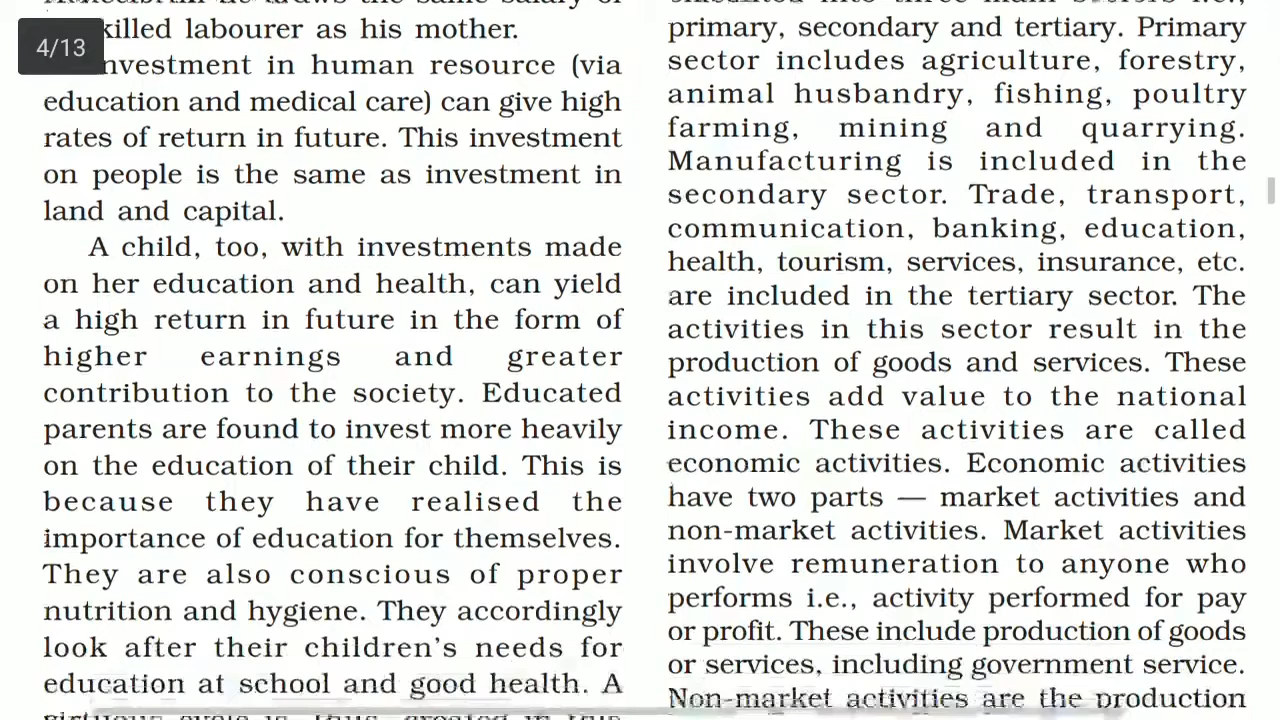 4/13
killed labourer as his mother.
nvestment in human resource (via
education and medical care) can give high
rates of return in future. This investment
on people is the same as investment in
land and capital.
A child, too, with investments made
on her education and health, can yield
a high return in future in the form of
higher earnings and greater
contribution to the society. Educated
parents are found to invest more heavily
on the education of their child. This is
because they have realised the
importance of education for themselves.
They are also conscious of proper
nutrition and hygiene. They accordingly
look after their children's needs for
education at school and good health. A
primary, secondary and tertiary. Primary
sector includes agriculture, forestry,
animal husbandry, fishing, poultry
farming, mining and quarrying.
Manufacturing is included in the
secondary sector. Trade, transport,
communication, banking, education,
health, tourism, services, insurance, etc.
are included in the tertiary sector. The
activities in this sector result in the
production of goods and services. These
activities add value to the national
income. These activities are called
economic activities. Economic activities
have two parts — market activities and
non-market activities. Market activities
involve remuneration to anyone who
performs i.e., activity performed for pay
or profit. These include production of goods
or services, including government service.
Non-market activities are the production